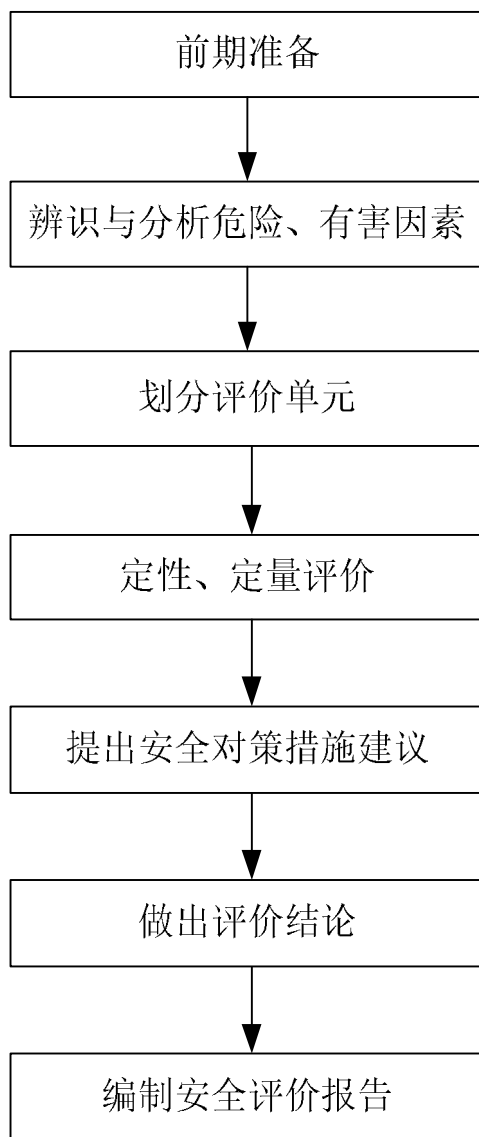 前期准备
辨识与分析危险、有害因素
划分评价单元
定性、定量评价
提出安全对策措施建议
做出评价结论
编制安全评价报告